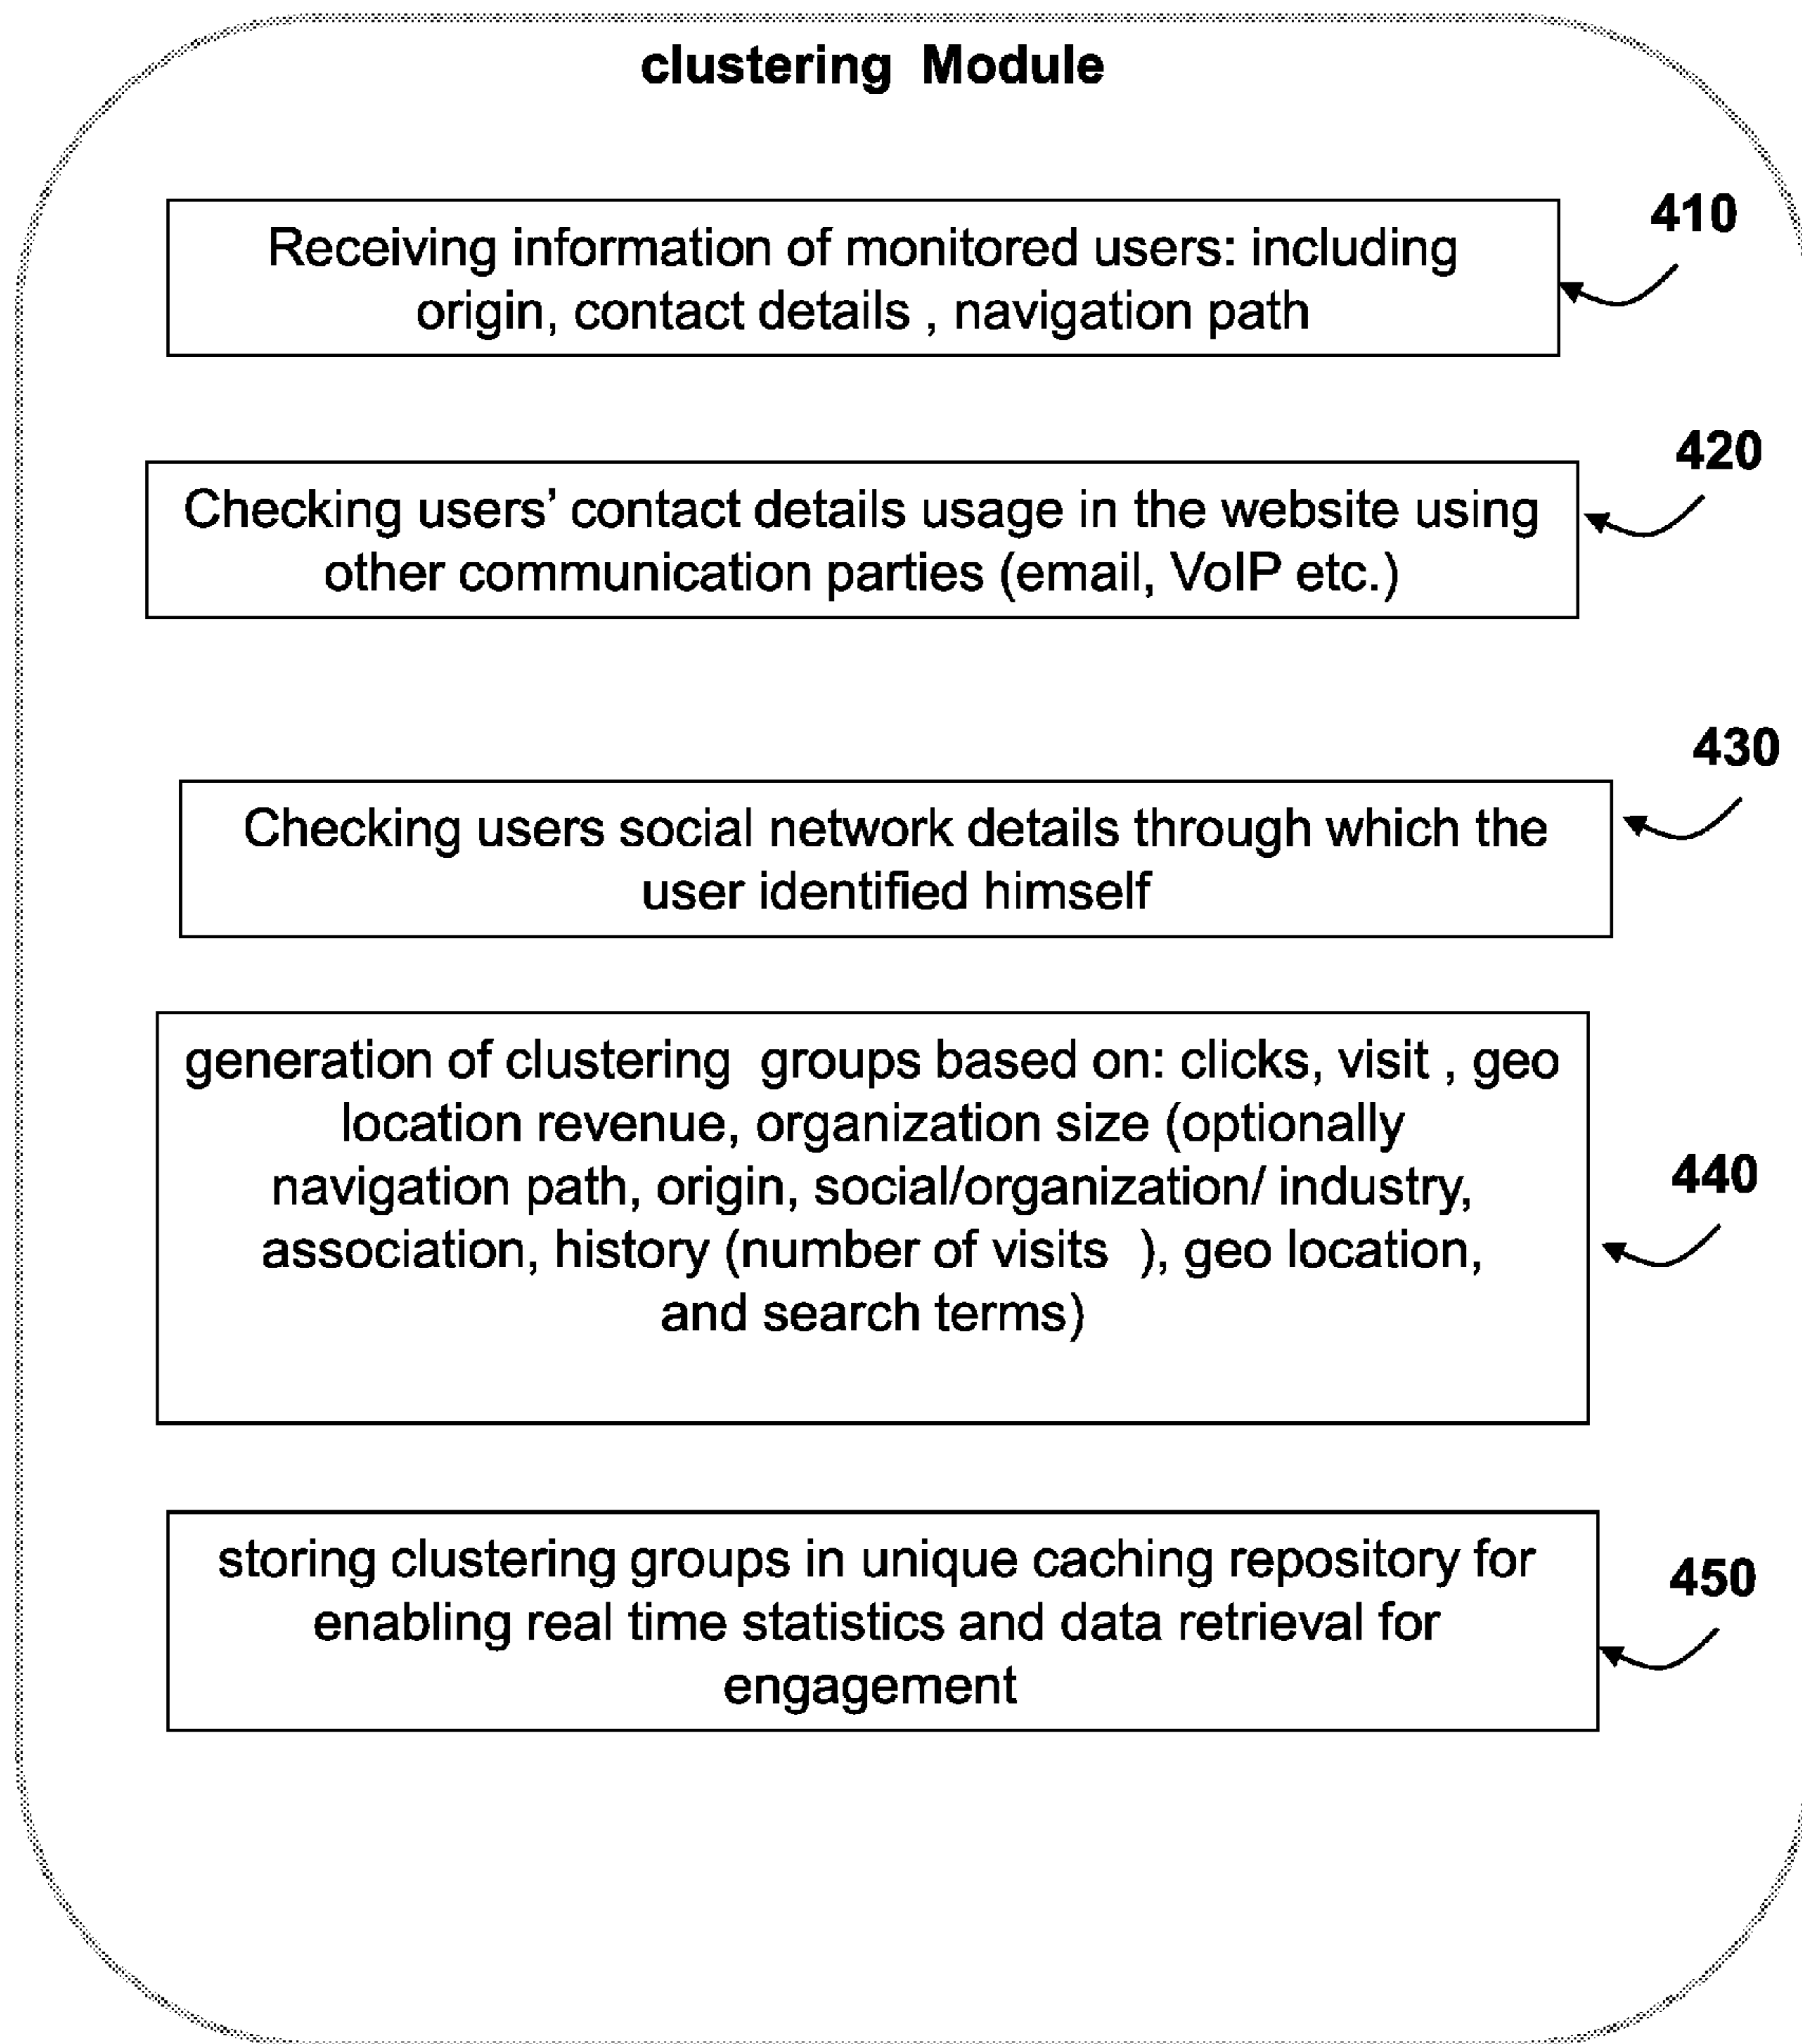 clustering Module
410
Receiving information of monitored users: including
origin, contact details , navigation path
420
Checking users’ contact details usage in the website using
other communication parties (email, VoIP etc.)
430
Checking users social network details through which the
user identified himself
generation of clustering groups based on: clicks, visit , geo
location revenue, organization size (optionally
navigation path, origin, social/organization/ industry,
association, history (number of visits ), geo location,
and search terms)
440
storing clustering groups in unique caching repository for
enabling real time statistics and data retrieval for
engagement
450